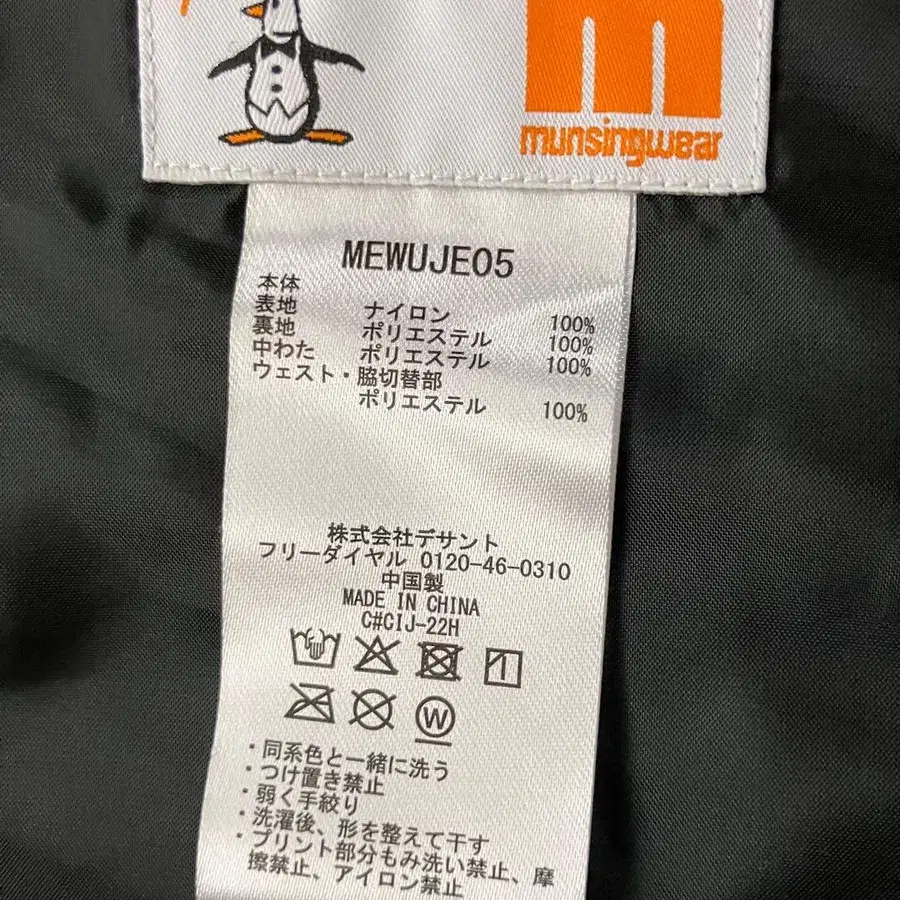 munsingwear
MEWUJE05
本体
表地 ナイロン 100%
裏地 ポリエステル 100%
中わた ポリエステル 100%
ウェスト・脇切替部
ポリエステル 100%
株式会社デサント
フリーダイヤル 0120-46-0310
中国製
MADE IN CHINA
C#CIJ-22H
W
・同系色と一緒に洗う
・つけ置き禁止
・弱く手絞り
・洗濯後、形を整えて干す
・プリント部分もみ洗い禁止、摩
擦禁止、アイロン禁止